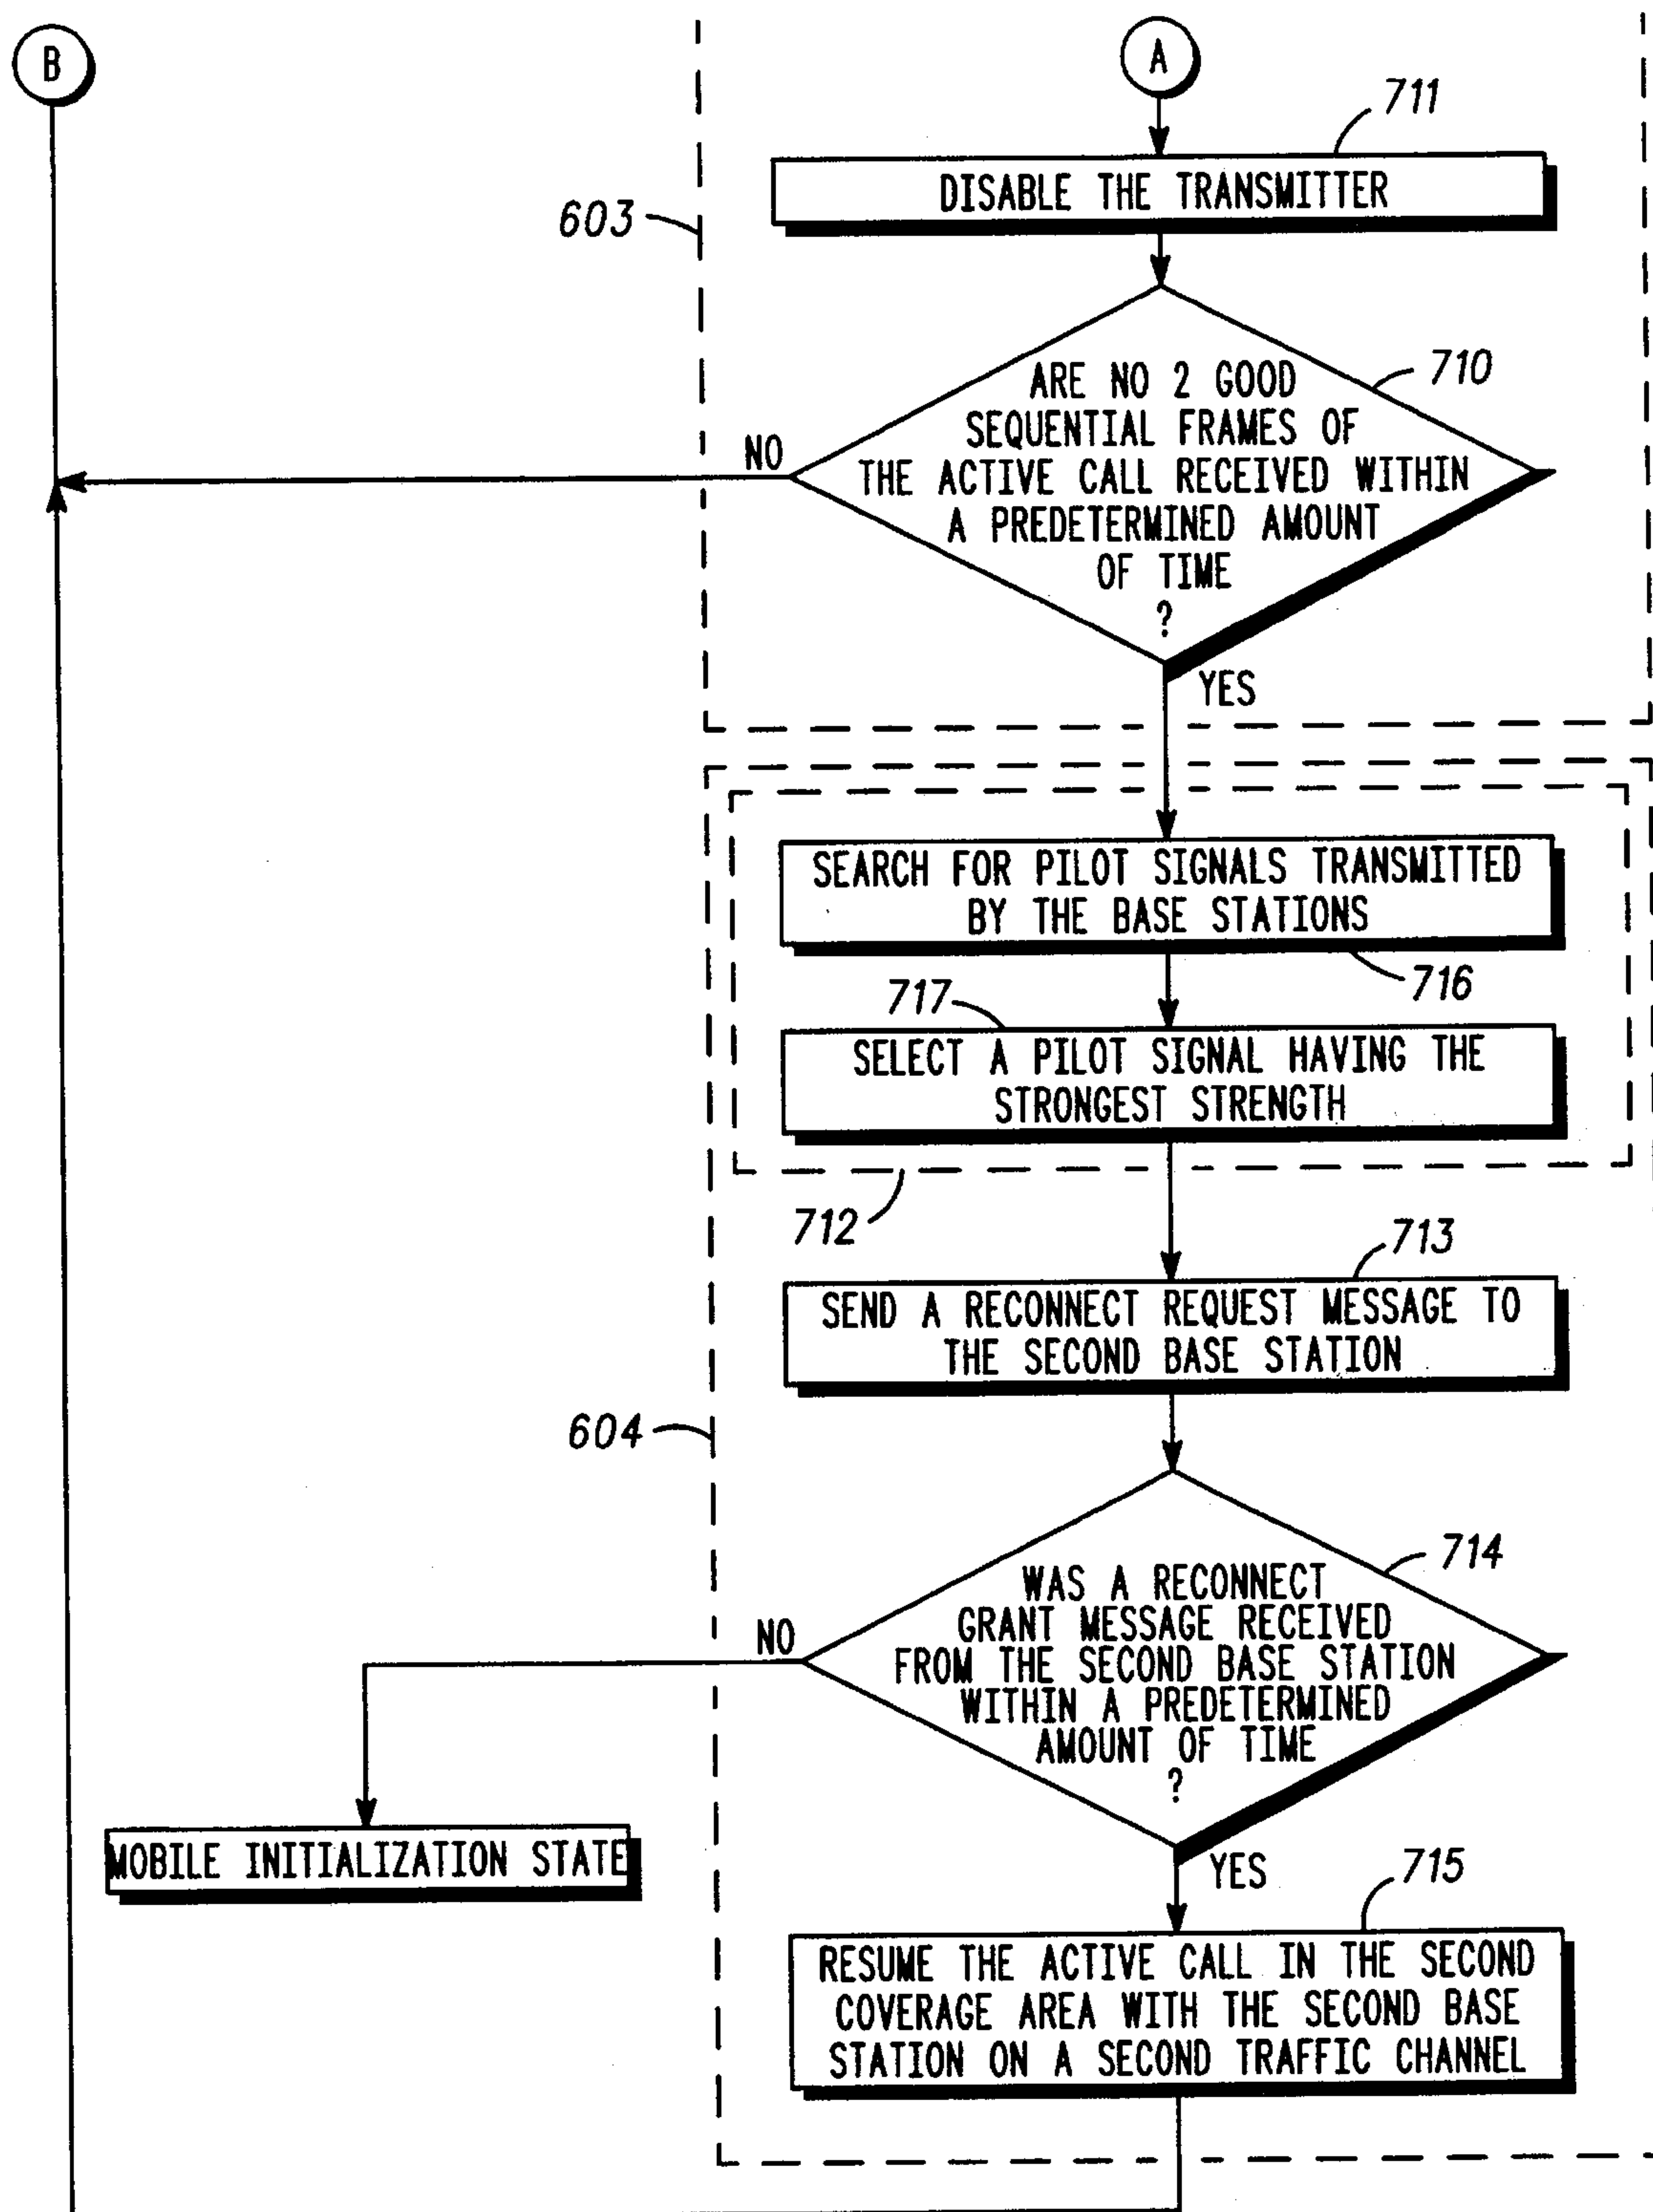 B
A
711
DISABLE THE TRANSMITTER
603
710
ARE NO 2 GOOD
SEQUENTIAL FRAMES OF
THE ACTIVE CALL RECEIVED WITHIN
A PREDETERMINED AMOUNT
OF TIME
?
NO
YES
SEARCH FOR PILOT SIGNALS TRANSMITTED
BY THE BASE STATIONS
716
717
SELECT A PILOT SIGNAL HAVING THE
STRONGEST STRENGTH
712
713
SEND A RECONNECT REQUEST MESSAGE TO
THE SECOND BASE STATION
604
714
WAS A RECONNECT
GRANT MESSAGE RECEIVED
FROM THE SECOND BASE STATION
WITHIN A PREDETERMINED
AMOUNT OF TIME
?
NO
MOBILE INITIALIZATION STATE
YES
715
RESUME THE ACTIVE CALL IN THE SECOND
COVERAGE AREA WITH THE SECOND BASE
STATION ON A SECOND TRAFFIC CHANNEL